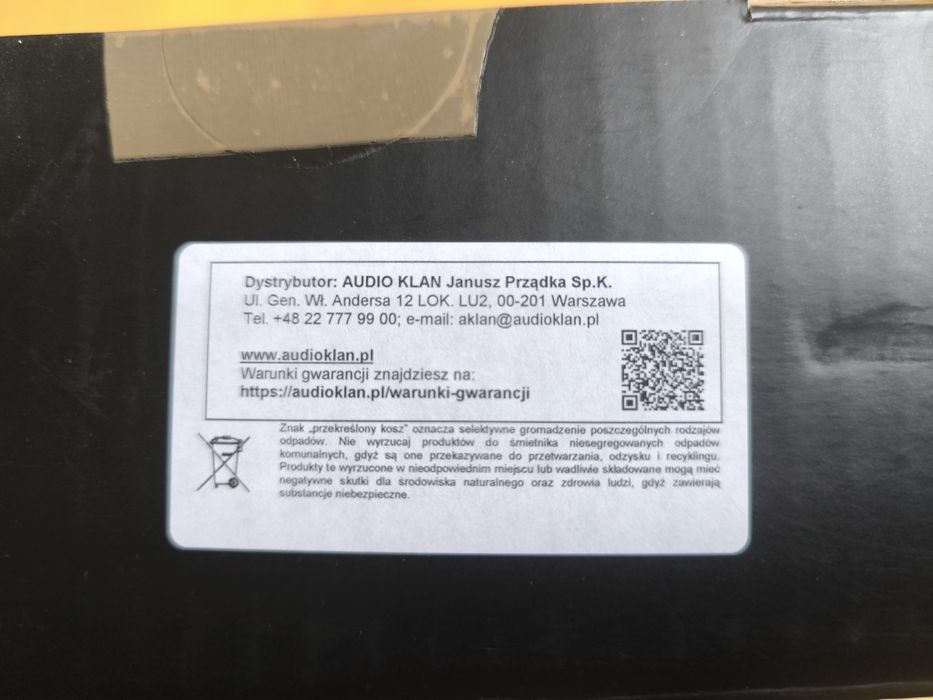 Dystrybutor: AUDIO KLAN Janusz Prządka Sp.K.
Ul. Gen. Wł. Andersa 12 LOK. LU2, 00-201 Warszawa
Tel. +48 22 777 99 00; e-mail: aklan@audioklan.pl
www.audioklan.pl
Warunki gwarancji znajdziesz na:
https://audioklan.pl/warunki-gwarancji
Znak „przekreślony kosz" oznacza selektywne gromadzenie poszczególnych rodzajów
odpadów. Nie wyrzucaj produktów do śmietnika niesegregowanych odpadów
komunalnych, gdyż są one przekazywane do przetwarzania, odzysku i recyklingu.
Produkty te wyrzucone w nieodpowiednim miejscu lub wadliwie składowane mogą mieć
negatywne skutki dla środowiska naturalnego oraz zdrowia ludzi, gdyż zawierają
substancje niebezpieczne.